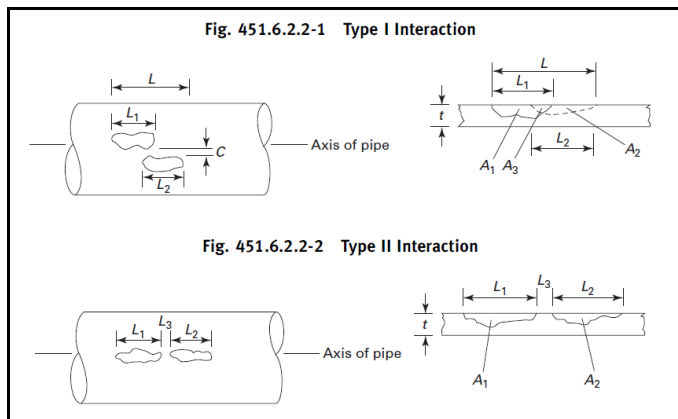 Fig. 451.6.2.2-1 Type I Interaction
L
L1
C
L2
Axis of pipe
L
L1
t
L2
A1 A3
A2
Fig. 451.6.2.2-2 Type II Interaction
L1 L3 L2
Axis of pipe
L1 L3 L2
t
A1 A2